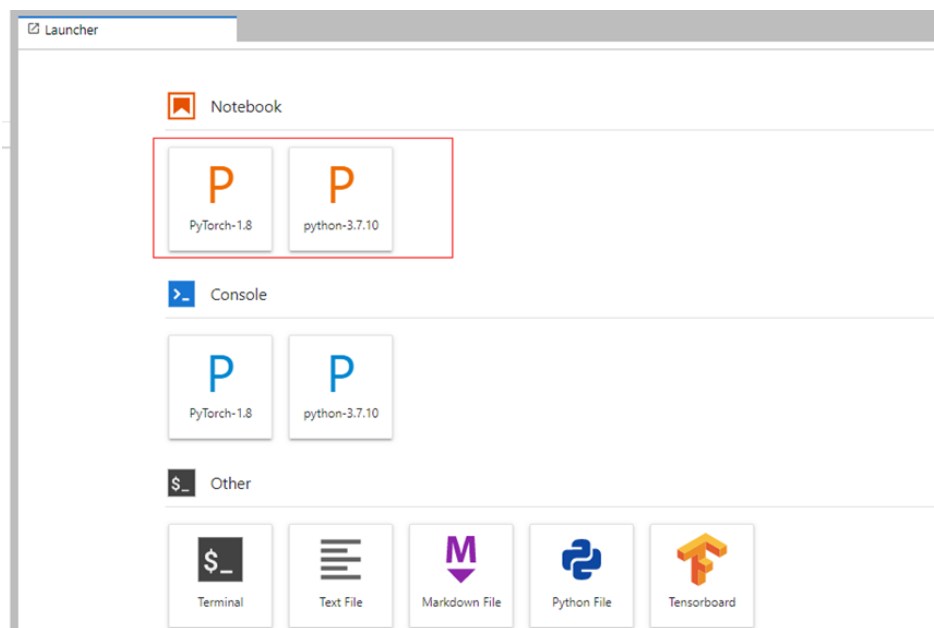 Launcher
Notebook
P P
PyTorch-1.8 python-3.7.10
Console
P P
PyTorch-1.8 python-3.7.10
$_ Other
$_ M
Terminal Text File Markdown File Python File Tensorboard